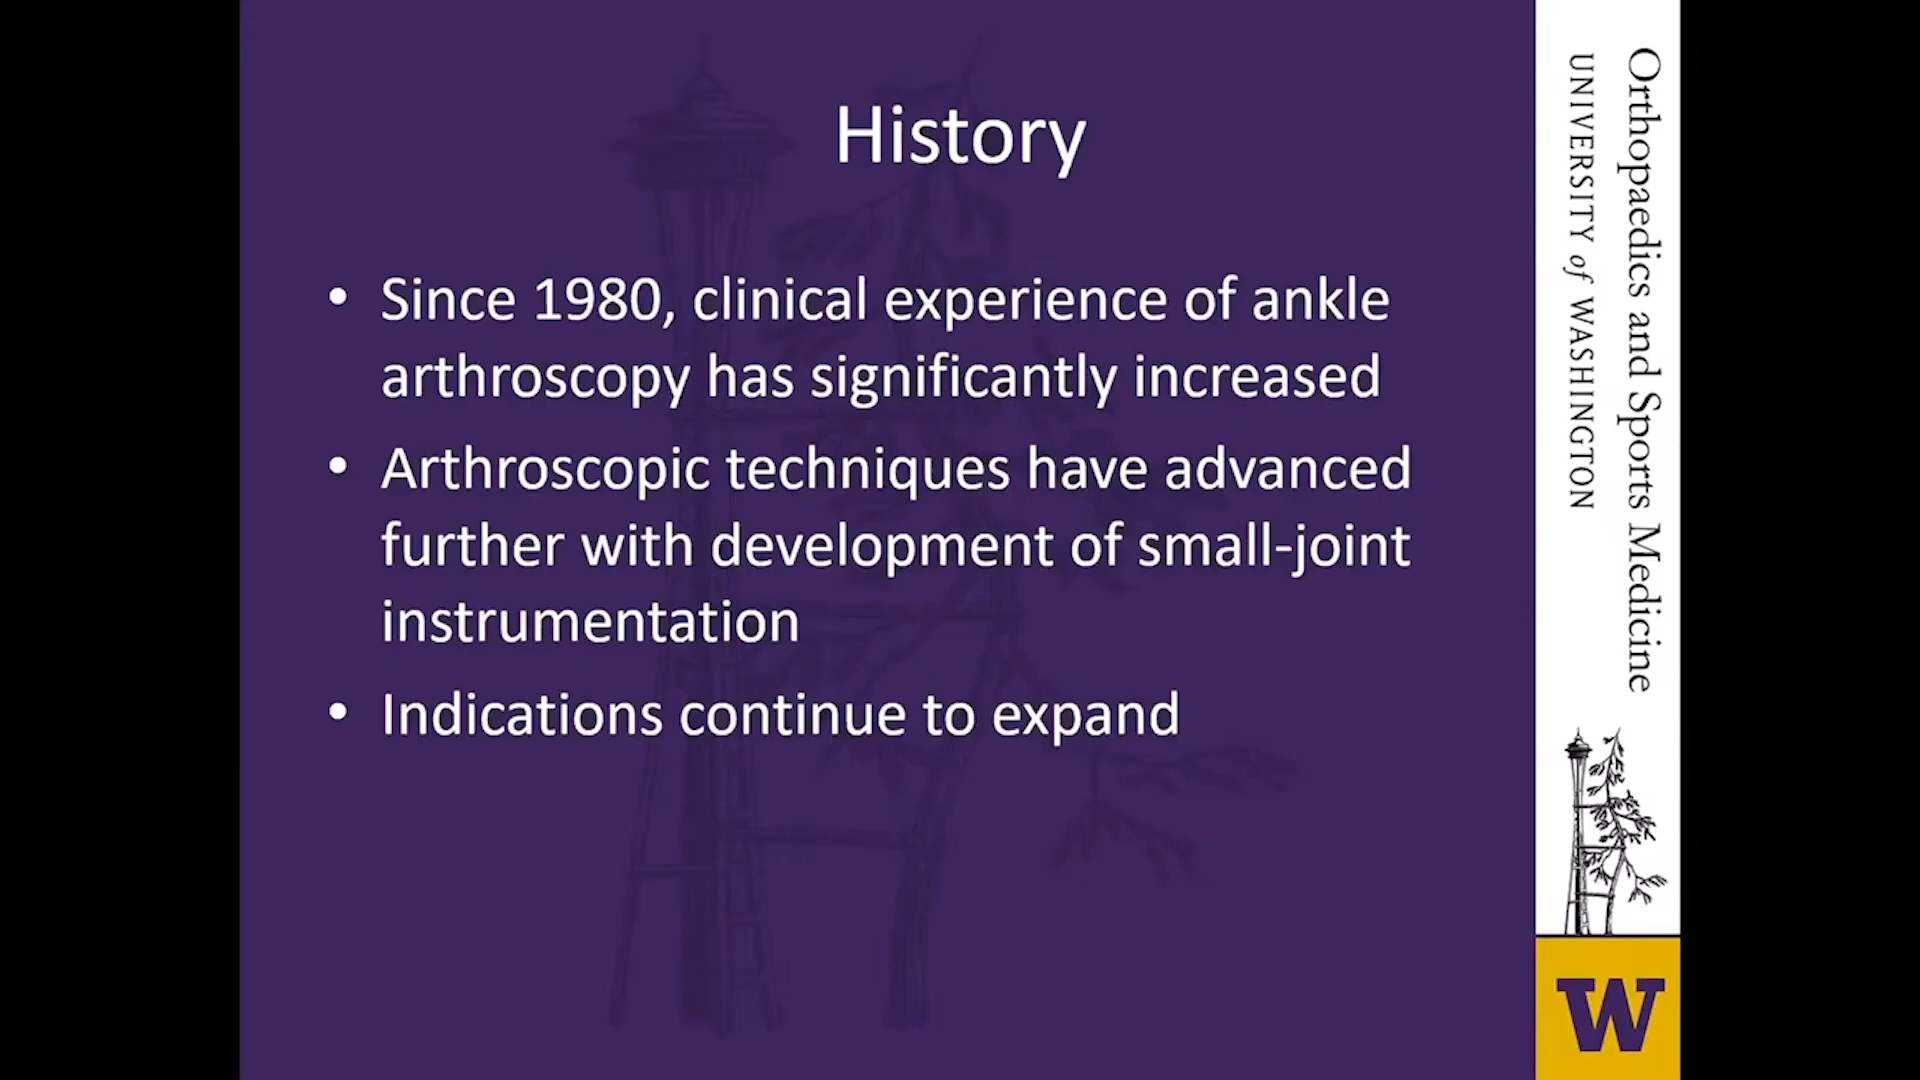 History
• Since 1980, clinical experience of ankle
arthroscopy has significantly increased
• Arthroscopic techniques have advanced
further with development of small-joint
instrumentation
• Indications continue to expand
Orthopaedics and Sports Medicine
UNIVERSITY of WASHINGTON
W